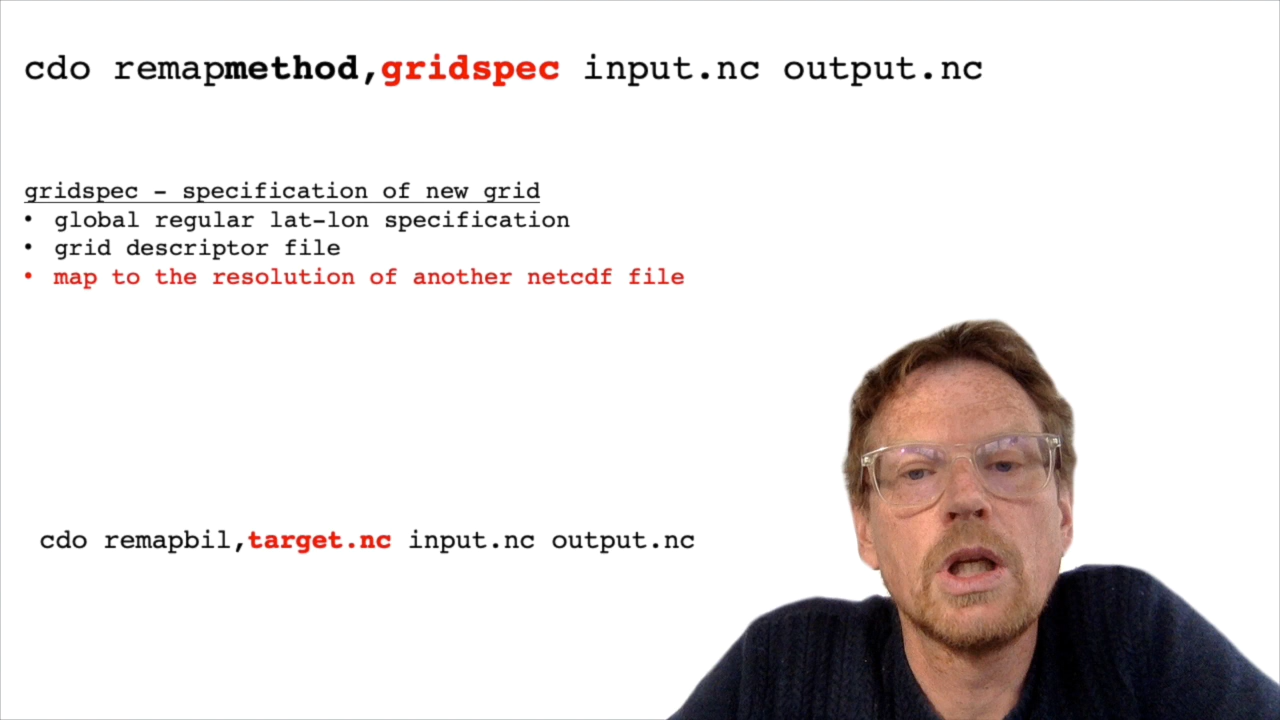 cdo remapmethod,gridspec input.nc output.nc
gridspec – specification of new grid
• global regular lat-lon specification
• grid descriptor file
• map to the resolution of another netcdf file
cdo remapbil,target.nc input.nc output.nc